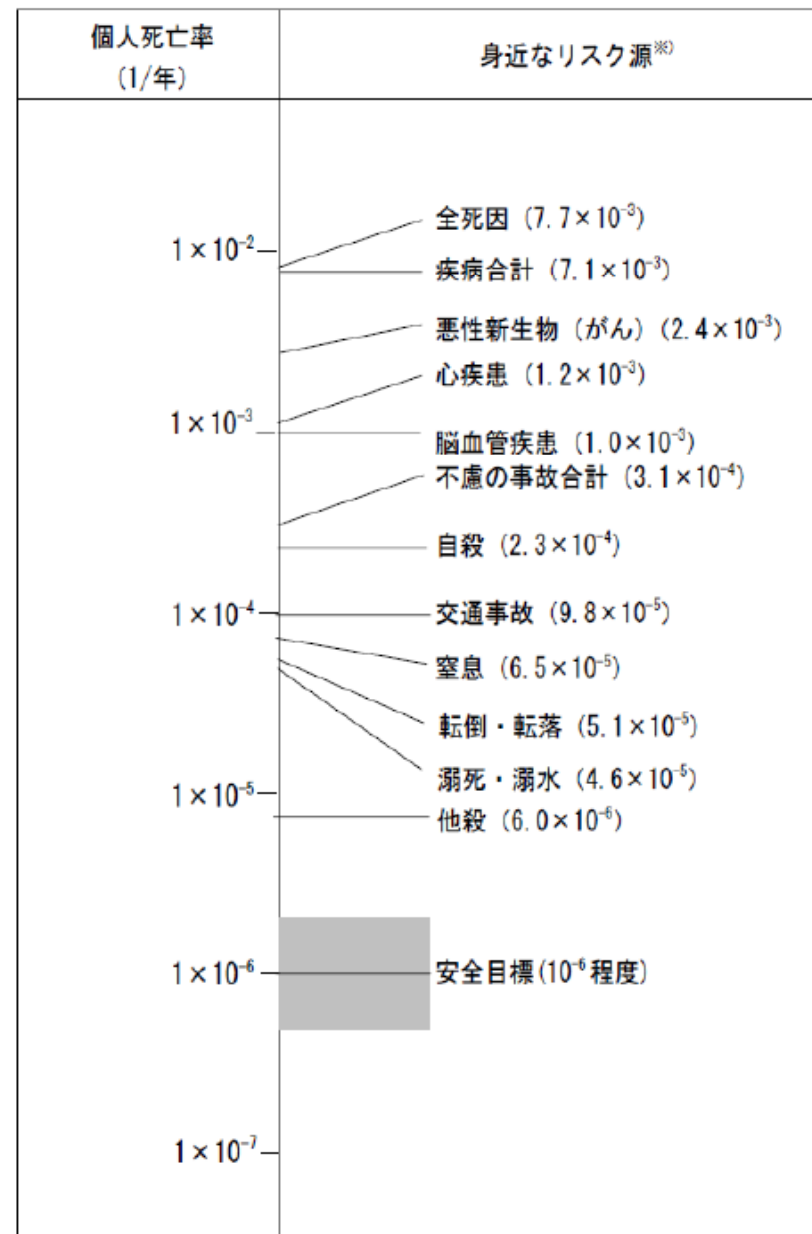 個人死亡率
(1/年)
身近なリスク源※)
全死因 (7.7×10⁻³)
1×10⁻²
疾病合計 (7.1×10⁻³)
悪性新生物 (がん) (2.4×10⁻³)
心疾患 (1.2×10⁻³)
1×10⁻³
脳血管疾患 (1.0×10⁻³)
不慮の事故合計 (3.1×10⁻⁴)
自殺 (2.3×10⁻⁴)
1×10⁻⁴
交通事故 (9.8×10⁻⁵)
窒息 (6.5×10⁻⁵)
転倒・転落 (5.1×10⁻⁵)
溺死・溺水 (4.6×10⁻⁵)
1×10⁻⁵
他殺 (6.0×10⁻⁶)
1×10⁻⁶
安全目標(10⁻⁶程度)
1×10⁻⁷